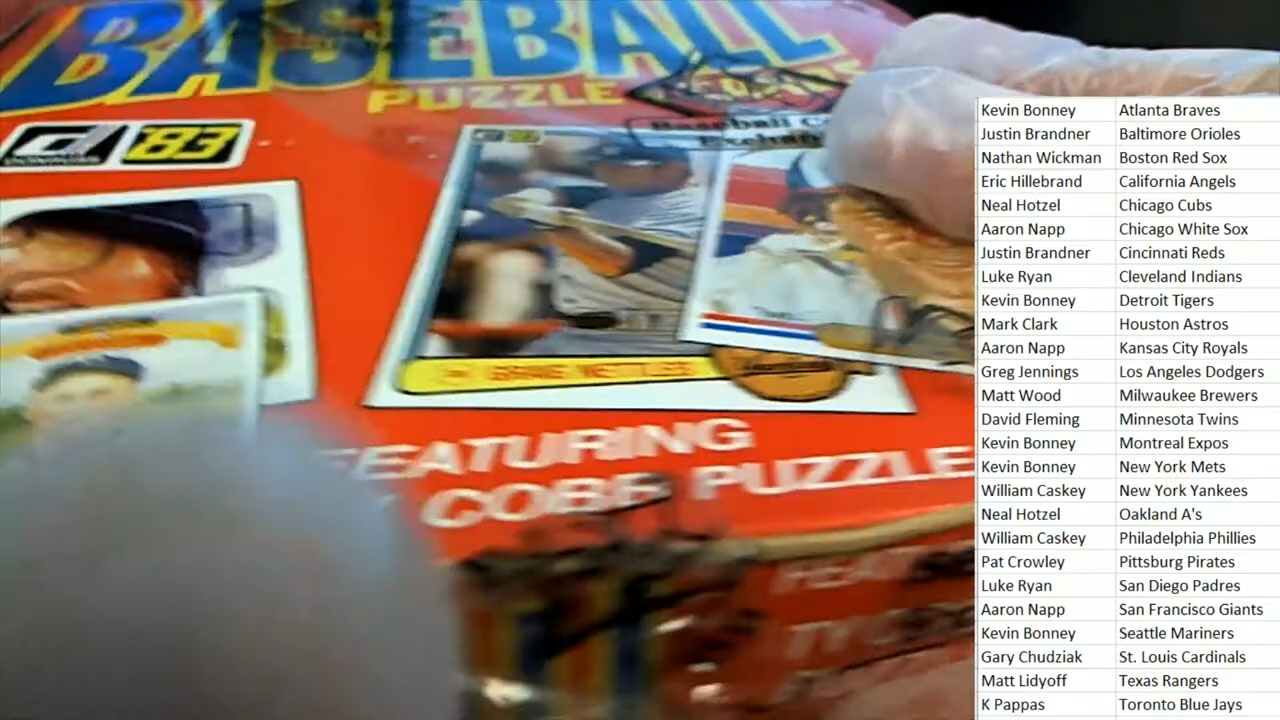 BASEBALL
PUZZLE
'83
GRAIG NETTLES
FEATURING
COBB PUZZLE
Kevin Bonney Atlanta Braves
Justin Brandner Baltimore Orioles
Nathan Wickman Boston Red Sox
Eric Hillebrand California Angels
Neal Hotzel Chicago Cubs
Aaron Napp Chicago White Sox
Justin Brandner Cincinnati Reds
Luke Ryan Cleveland Indians
Kevin Bonney Detroit Tigers
Mark Clark Houston Astros
Aaron Napp Kansas City Royals
Greg Jennings Los Angeles Dodgers
Matt Wood Milwaukee Brewers
David Fleming Minnesota Twins
Kevin Bonney Montreal Expos
Kevin Bonney New York Mets
William Caskey New York Yankees
Neal Hotzel Oakland A's
William Caskey Philadelphia Phillies
Pat Crowley Pittsburg Pirates
Luke Ryan San Diego Padres
Aaron Napp San Francisco Giants
Kevin Bonney Seattle Mariners
Gary Chudziak St. Louis Cardinals
Matt Lidyoff Texas Rangers
K Pappas Toronto Blue Jays